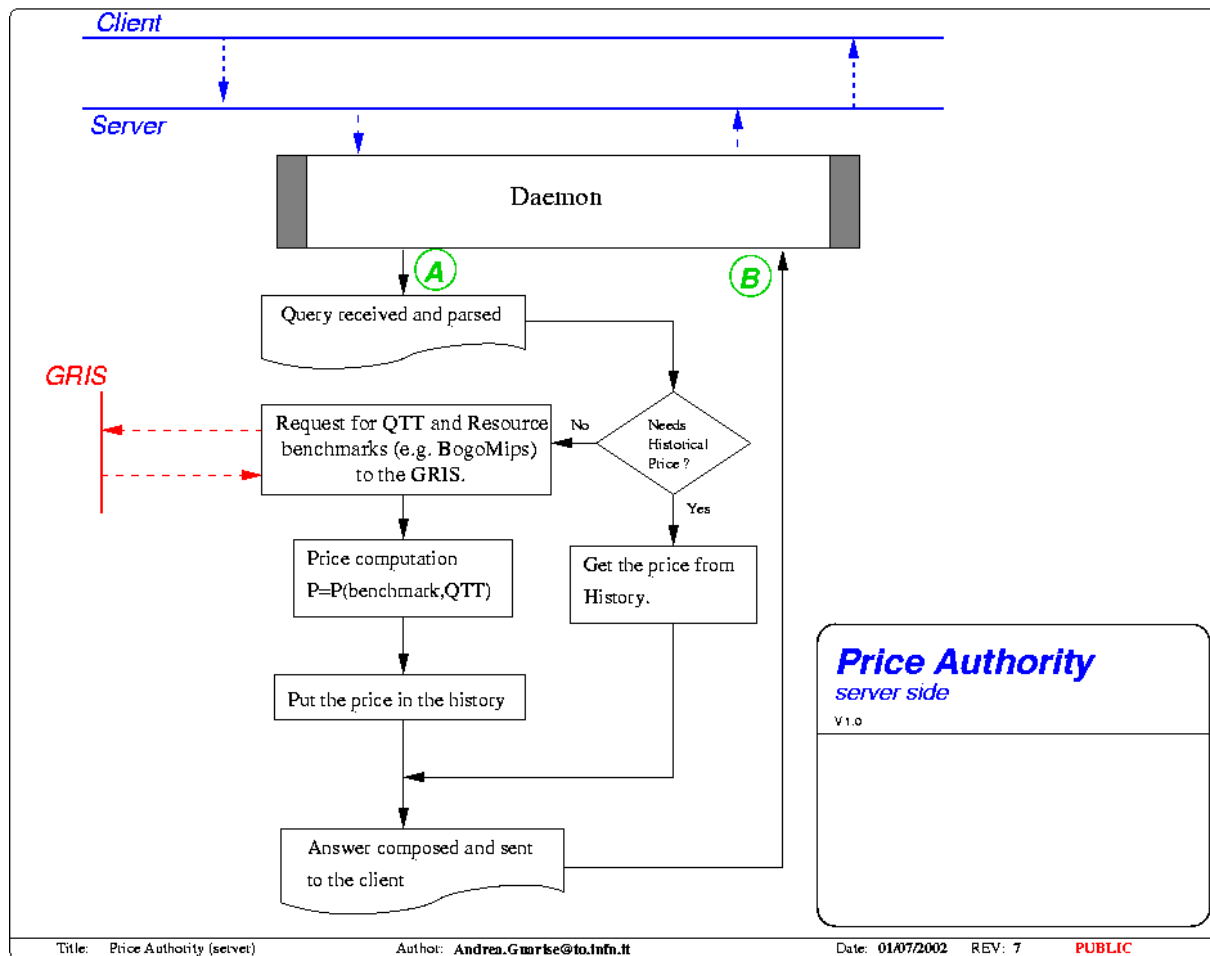 Client
Server
Daemon
A
B
Query received and parsed
GRIS
Request for QTT and Resource
benchmarks (e.g. BogoMips)
to the GRIS.
No
Needs
Historical
Price ?
Yes
Price computation
P=P(benchmark,QTT)
Get the price from
History.
Put the price in the history
Answer composed and sent
to the client
Price Authority
server side
V1.0
Title: Price Authority (server) Author: Andrea.Guarise@to.infn.it Date: 01/07/2002 REV: 7 PUBLIC